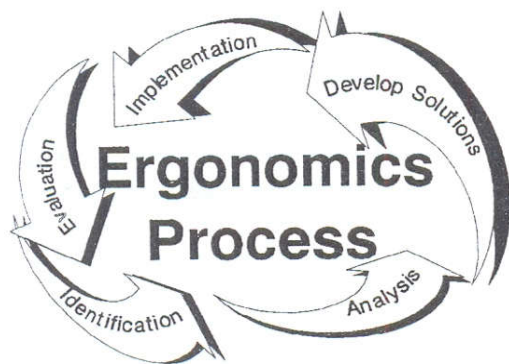 Implementation
Develop Solutions
Evaluation
Ergonomics
Process
Identification
Analysis